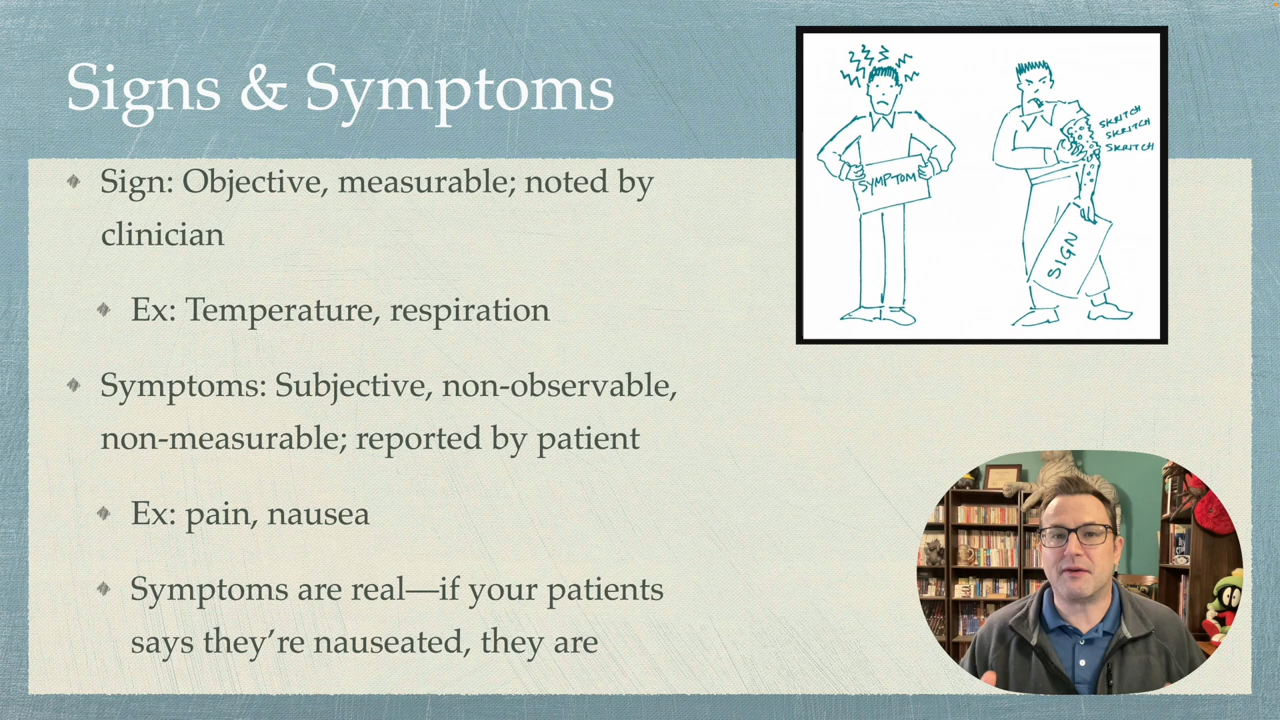 Signs & Symptoms
Sign: Objective, measurable; noted by
clinician
Ex: Temperature, respiration
Symptoms: Subjective, non-observable,
non-measurable; reported by patient
Ex: pain, nausea
Symptoms are real—if your patients
says they’re nauseated, they are
SYMPTOM
SKRITCH
SKRITCH
SKRITCH
SIGN